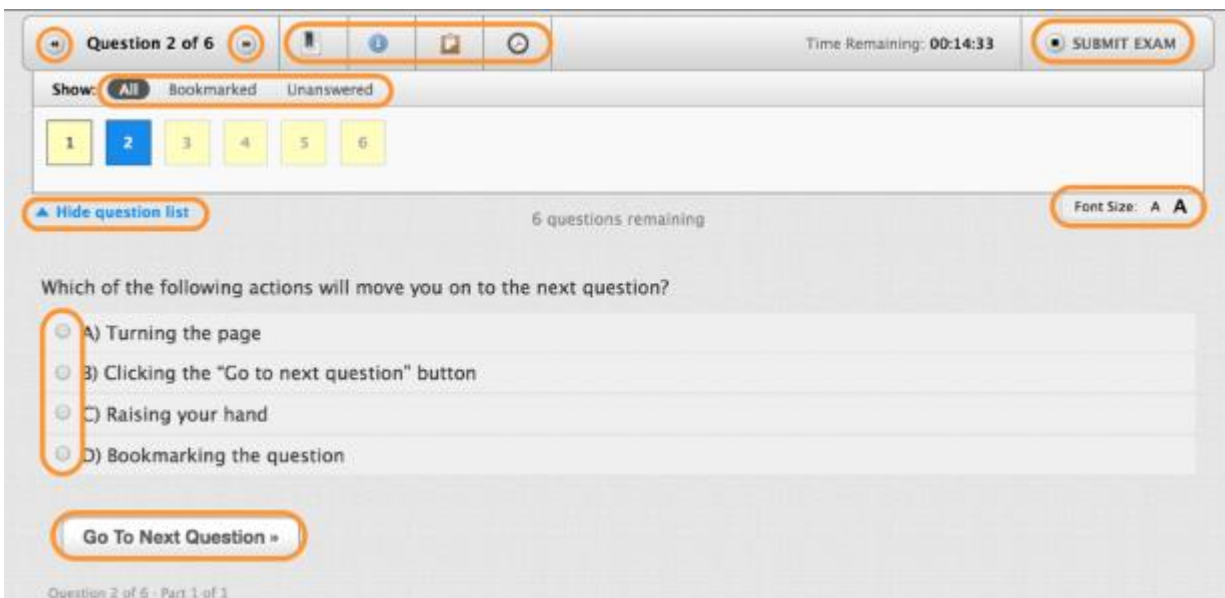 Question 2 of 6 Time Remaining: 00:14:33 SUBMIT EXAM
Show: All Bookmarked Unanswered
1 2 3 4 5 6
Hide question list 6 questions remaining Font Size: A A
Which of the following actions will move you on to the next question?
A) Turning the page
B) Clicking the “Go to next question” button
C) Raising your hand
D) Bookmarking the question
Go To Next Question »
Question 2 of 6 - Part 1 of 1